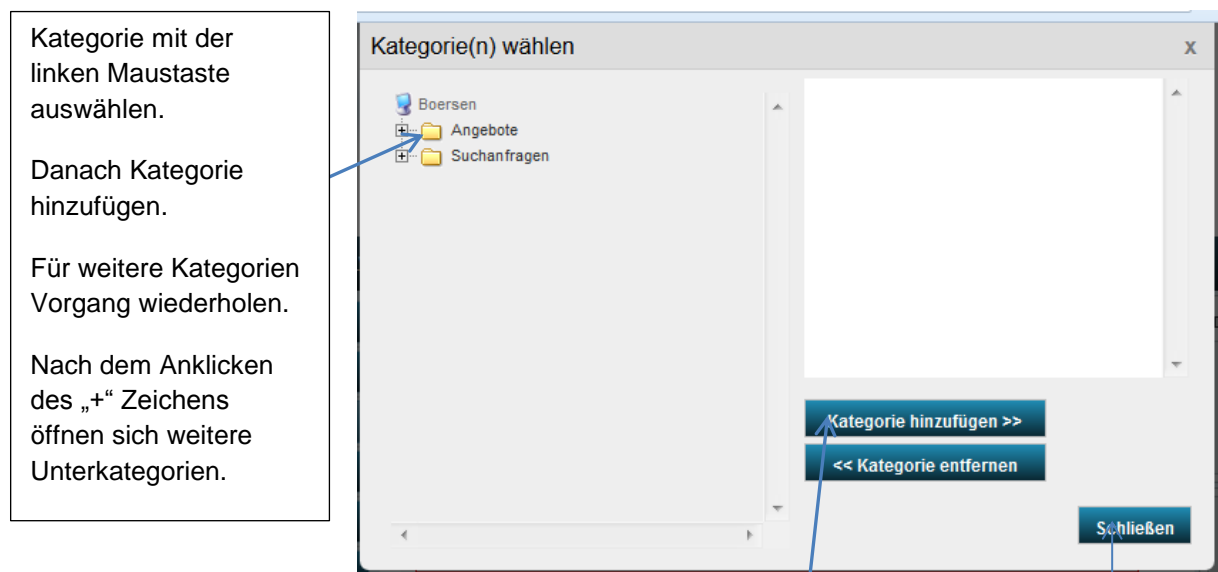 Kategorie mit der
linken Maustaste
auswählen.
Danach Kategorie
hinzufügen.
Für weitere Kategorien
Vorgang wiederholen.
Nach dem Anklicken
des „+“ Zeichens
öffnen sich weitere
Unterkategorien.
Kategorie(n) wählen x
Boersen
Angebote
Suchanfragen
Kategorie hinzufügen >>
<< Kategorie entfernen
Schließen